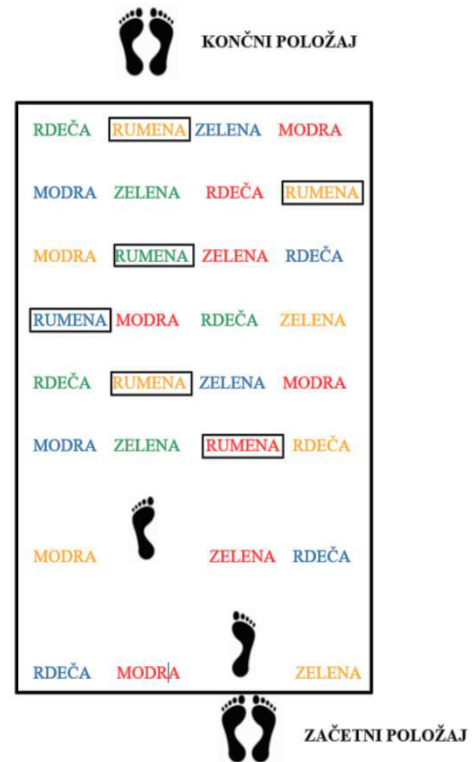 KONČNI POLOŽAJ
RDEČA RUMENA ZELENA MODRA
MODRA ZELENA RDEČA RUMENA
MODRA RUMENA ZELENA RDEČA
RUMENA MODRA RDEČA ZELENA
RDEČA RUMENA ZELENA MODRA
MODRA ZELENA RUMENA RDEČA
MODRA ZELENA RDEČA
RDEČA MODRA ZELENA
ZAČETNI POLOŽAJ